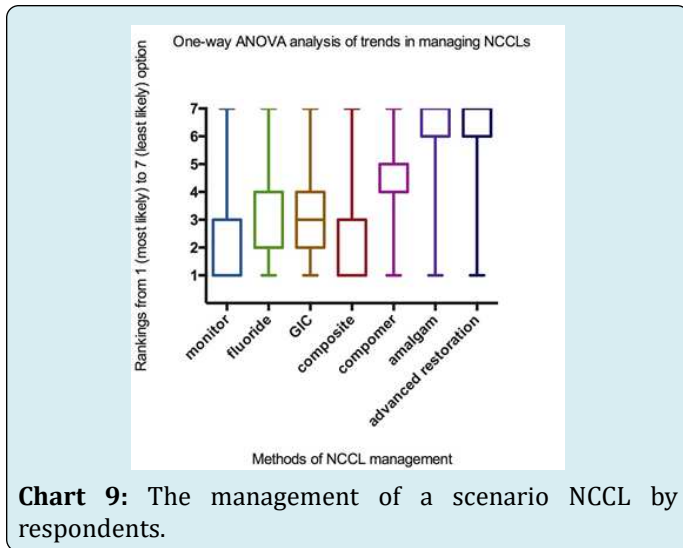 One-way ANOVA analysis of trends in managing NCCLs
Rankings from 1 (most likely) to 7 (least likely) option
7
6
5
4
3
2
1
monitor
fluoride
GIC
composite
compomer
amalgam
advanced restoration
Methods of NCCL management
Chart 9: The management of a scenario NCCL by
respondents.